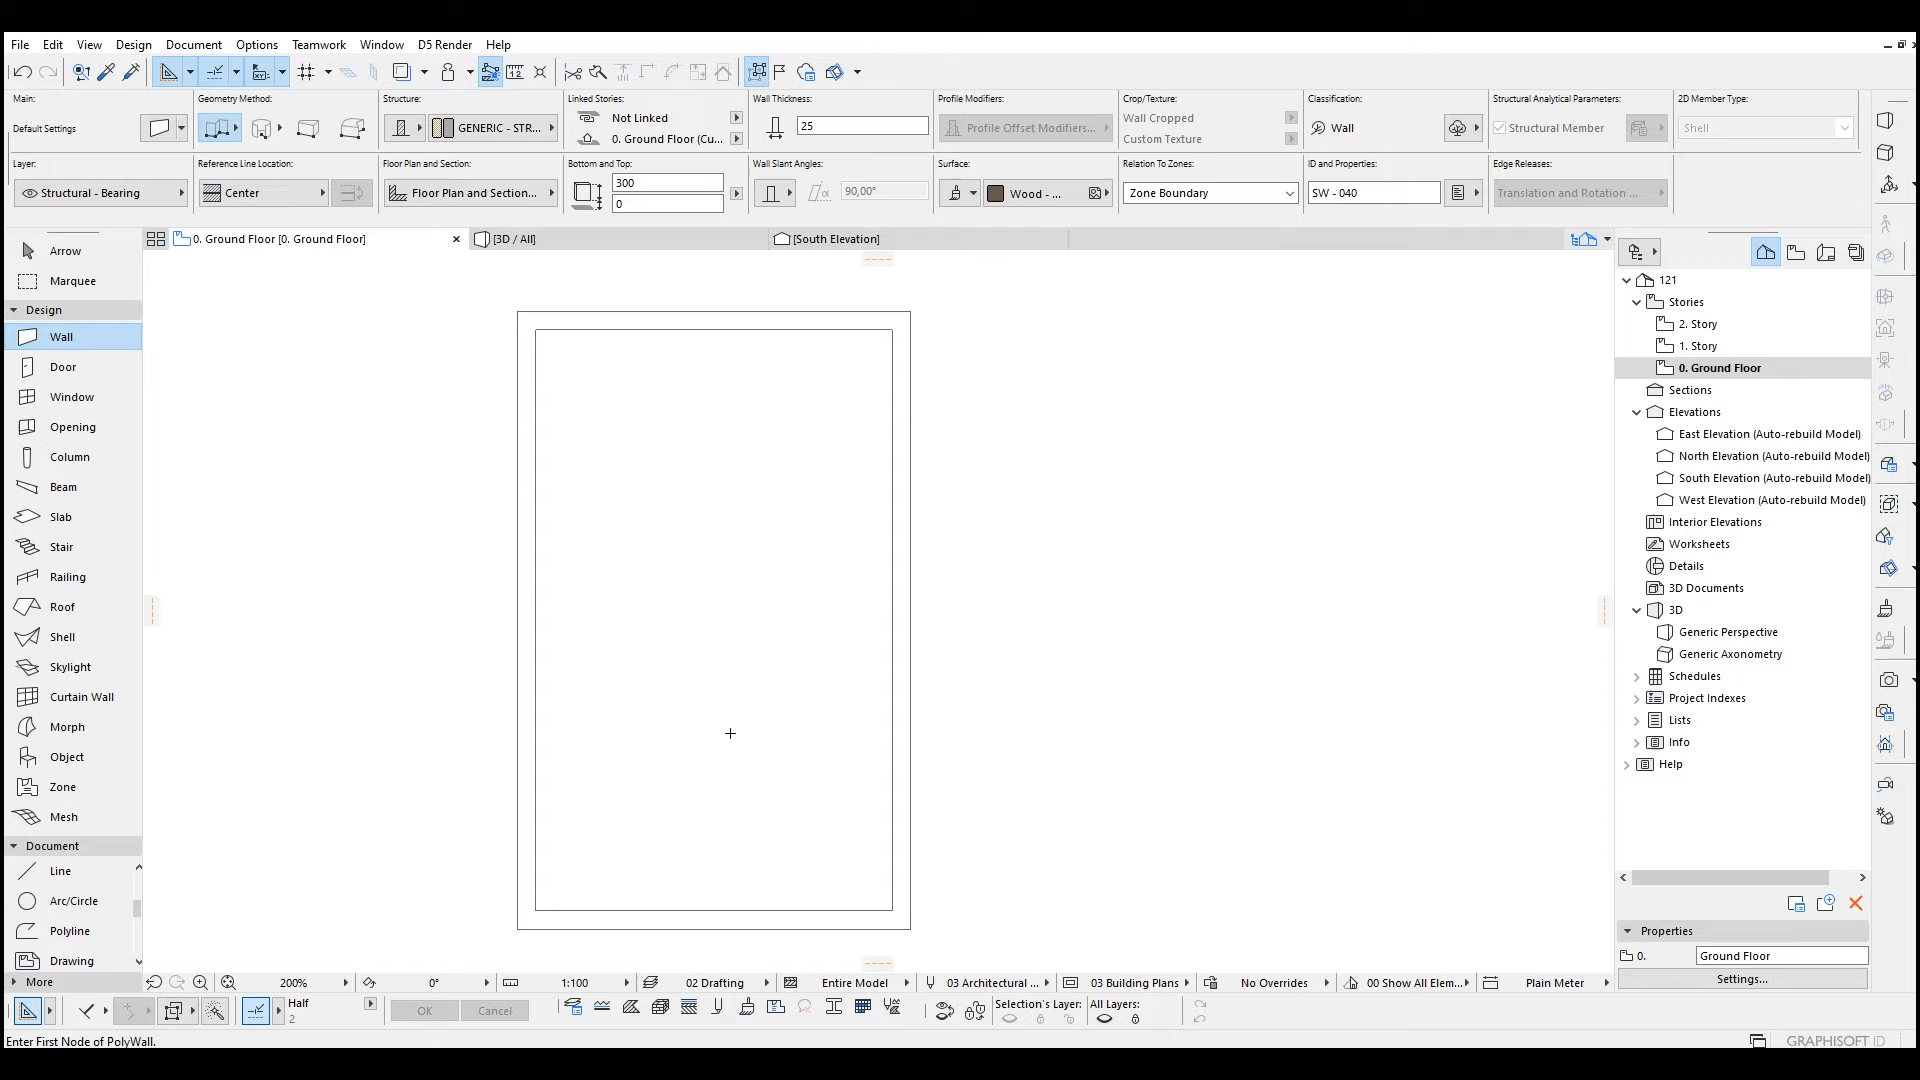 File Edit View Design Document Options Teamwork Window D5 Render Help
Main: Geometry Method: Structure: Linked Stories: Wall Thickness: Profile Modifiers: Crop/Texture: Classification: Structural Analytical Parameters: 2D Member Type:
Default Settings GENERIC - STR... Not Linked 25 Profile Offset Modifiers... Wall Cropped Wall Structural Member Shell
0. Ground Floor (Cu... Custom Texture
Layer: Reference Line Location: Floor Plan and Section: Bottom and Top: Wall Slant Angles: Surface: Relation To Zones: ID and Properties: Edge Releases:
Structural - Bearing Center Floor Plan and Section... 300 90,00° Wood - ... Zone Boundary SW - 040 Translation and Rotation ...
0
0. Ground Floor [0. Ground Floor] [3D / All] [South Elevation]
Arrow
Marquee
Design
Wall
Door
Window
Opening
Column
Beam
Slab
Stair
Railing
Roof
Shell
Skylight
Curtain Wall
Morph
Object
Zone
Mesh
Document
Line
Arc/Circle
Polyline
Drawing
More
121
Stories
2. Story
1. Story
0. Ground Floor
Sections
Elevations
East Elevation (Auto-rebuild Model)
North Elevation (Auto-rebuild Model)
South Elevation (Auto-rebuild Model)
West Elevation (Auto-rebuild Model)
Interior Elevations
Worksheets
Details
3D Documents
3D
Generic Perspective
Generic Axonometry
Schedules
Project Indexes
Lists
Info
Help
Properties
0. Ground Floor
Settings...
200% 0° 1:100 02 Drafting Entire Model 03 Architectural ... 03 Building Plans No Overrides 00 Show All Elem... Plain Meter
Half
2
OK Cancel
Selection's Layer: All Layers:
Enter First Node of PolyWall.
GRAPHISOFT ID